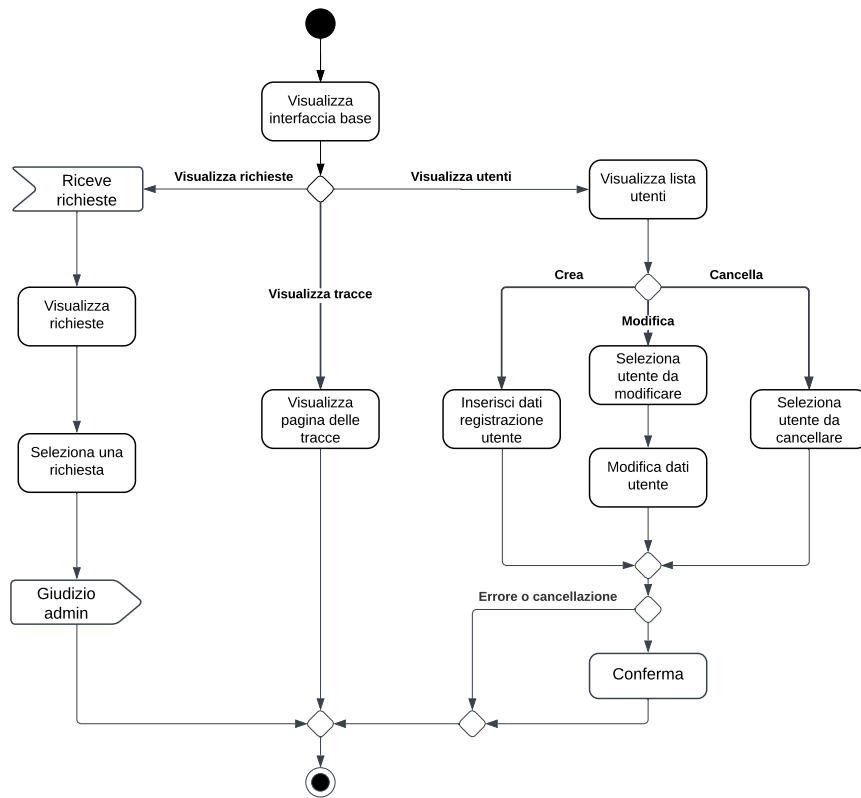 Visualizza
interfaccia base
Visualizza richieste
Visualizza utenti
Riceve
richieste
Visualizza lista
utenti
Crea
Cancella
Visualizza tracce
Modifica
Visualizza
richieste
Seleziona
utente da
modificare
Visualizza
pagina delle
tracce
Inserisci dati
registrazione
utente
Seleziona
utente da
cancellare
Seleziona una
richiesta
Modifica dati
utente
Giudizio
admin
Errore o cancellazione
Conferma